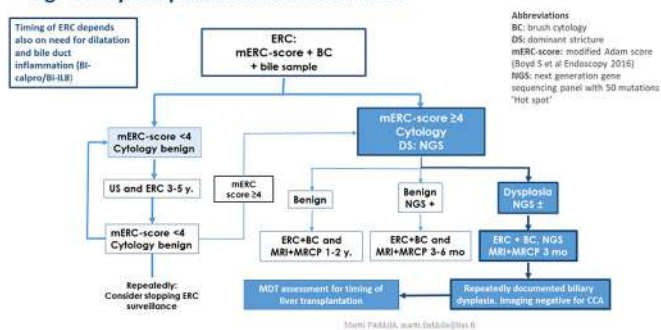 Timing of ERC depends
also on need for dilatation
and bile duct
inflammation (BI-
calpro/BI-IL8)
ERC:
mERC-score + BC
+ bile sample
Abbreviations
BC: brush cytology
DS: dominant stricture
mERC-score: modified Adam score
(Boyd S et al Endoscopy 2016)
NGS: next generation gene
sequencing panel with 50 mutations
'Hot spot'
mERC-score <4
Cytology benign
mERC-score ≥4
Cytology
DS: NGS
US and ERC 3-5 y.
mERC
score ≥4
Benign
Benign
NGS +
Dysplasia
NGS ±
mERC-score <4
Cytology benign
ERC+BC and
MRI+MRCP 1-2 y.
ERC+BC and
MRI+MRCP 3-6 mo
ERC + BC, NGS
MRI+MRCP 3 mo
Repeatedly:
Consider stopping ERC
surveillance
MDT assessment for timing of
liver transplantation
Repeatedly documented biliary
dysplasia, imaging negative for CCA
Martti Färkkilä,